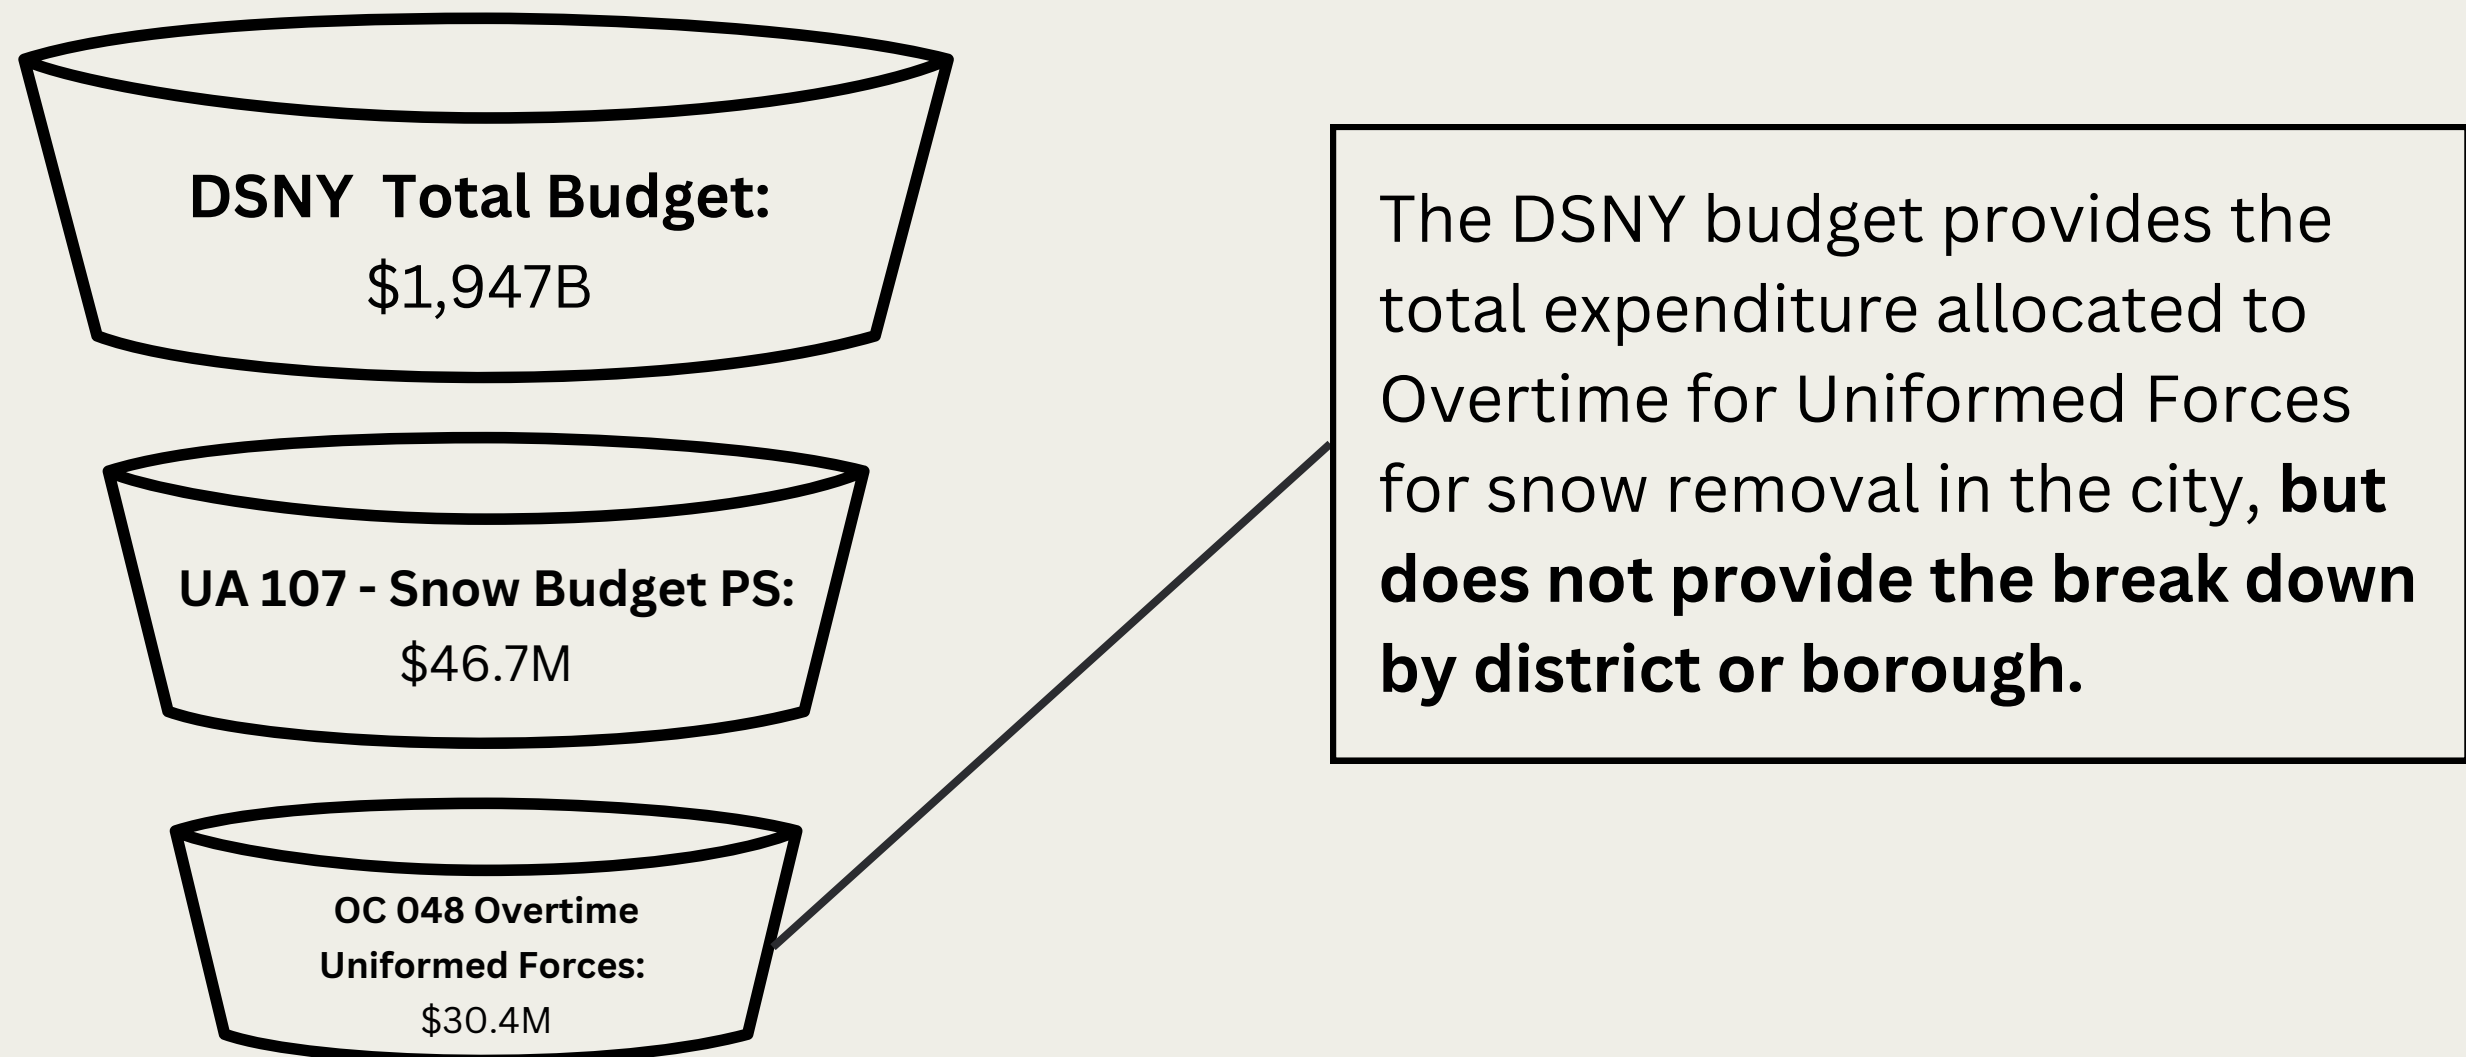 DSNY  Total Budget:
$1,947B
UA 107 - Snow Budget PS:
$46.7M
OC 048 Overtime
Uniformed Forces:
$30.4M
The DSNY budget provides the
total expenditure allocated to
Overtime for Uniformed Forces
for snow removal in the city, but
does not provide the break down
by district or borough.